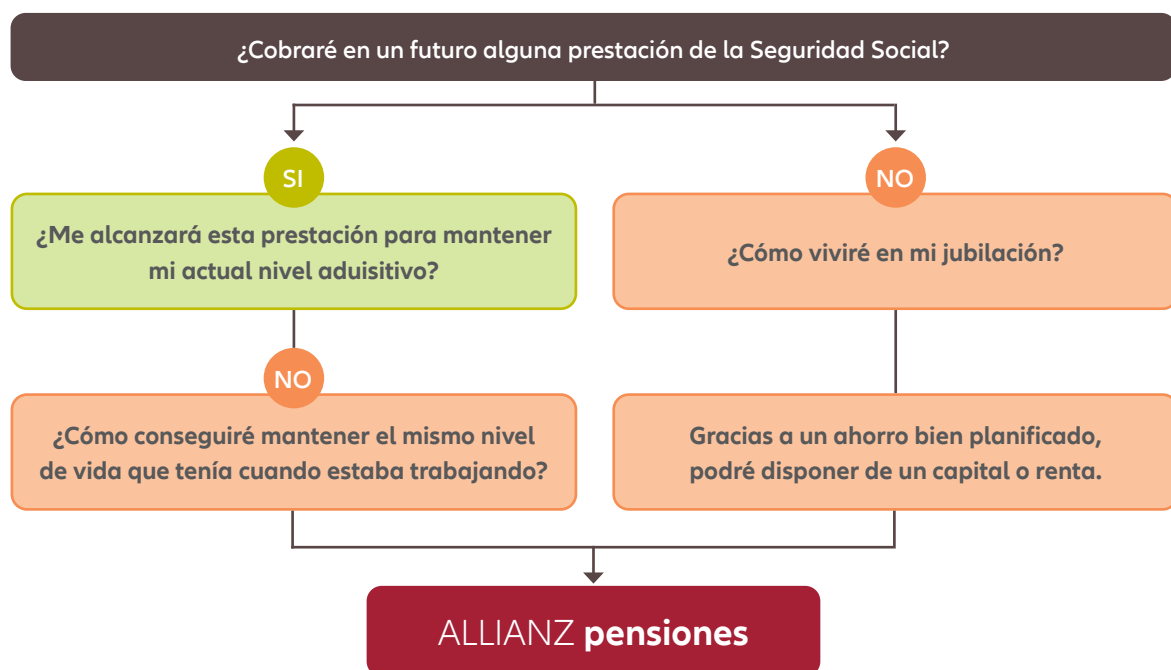 ¿Cobraré en un futuro alguna prestación de la Seguridad Social?
SI
NO
¿Me alcanzará esta prestación para mantener
mi actual nivel aduisitivo?
¿Cómo viviré en mi jubilación?
NO
¿Cómo conseguiré mantener el mismo nivel
de vida que tenía cuando estaba trabajando?
Gracias a un ahorro bien planificado,
podré disponer de un capital o renta.
ALLIANZ pensiones